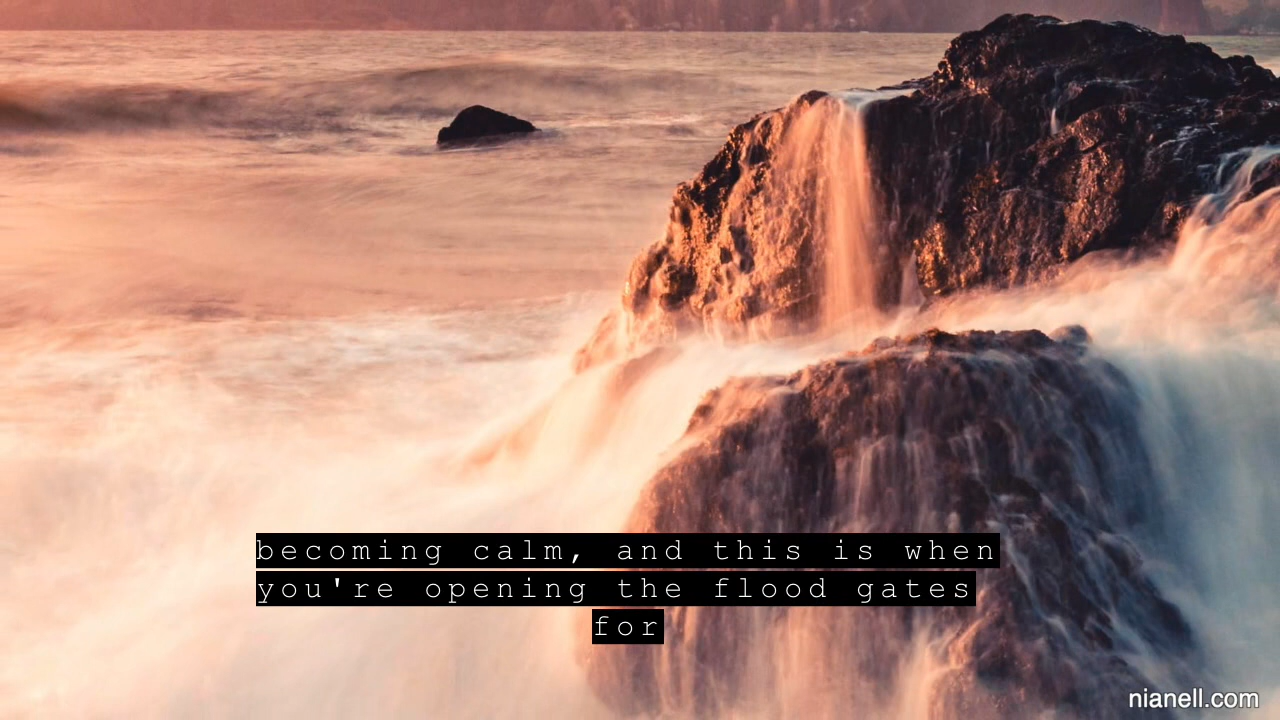 becoming calm, and this is when
you're opening the flood gates
for
nianell.com